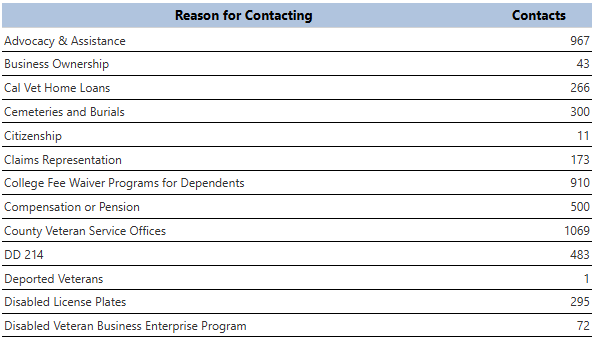 Reason for Contacting Contacts
Advocacy & Assistance 967
Business Ownership 43
Cal Vet Home Loans 266
Cemeteries and Burials 300
Citizenship 11
Claims Representation 173
College Fee Waiver Programs for Dependents 910
Compensation or Pension 500
County Veteran Service Offices 1069
DD 214 483
Deported Veterans 1
Disabled License Plates 295
Disabled Veteran Business Enterprise Program 72